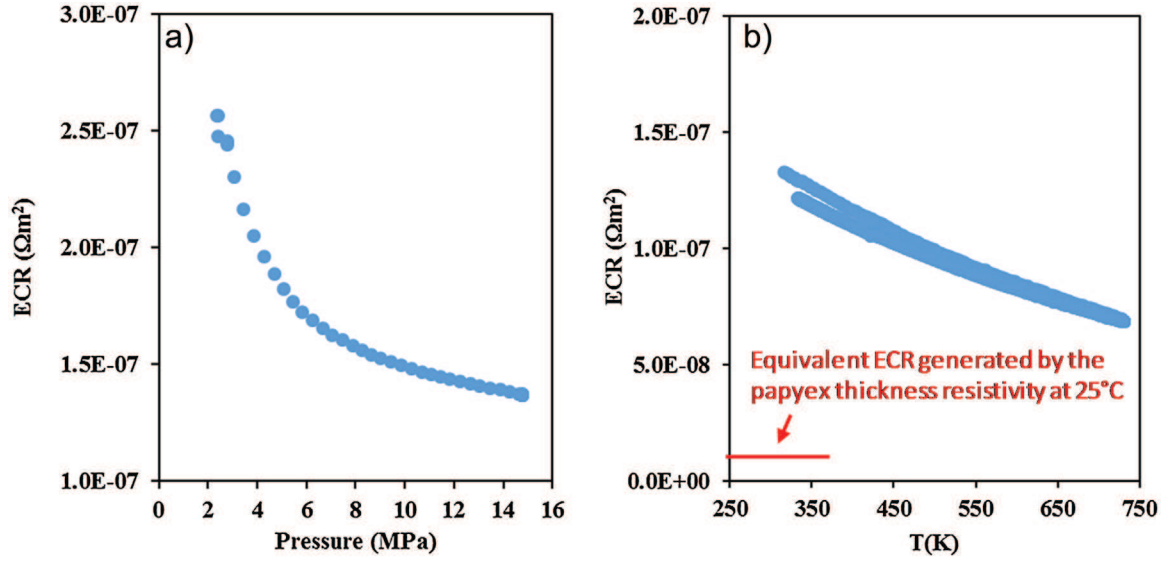 a)
3.0E-07
2.5E-07
2.0E-07
1.5E-07
1.0E-07
ECR (Ωm²)
0 2 4 6 8 10 12 14 16
Pressure (MPa)
b)
2.0E-07
1.5E-07
1.0E-07
5.0E-08
0.0E+00
ECR (Ωm²)
Equivalent ECR generated by the
papyex thickness resistivity at 25°C
250 350 450 550 650 750
T(K)